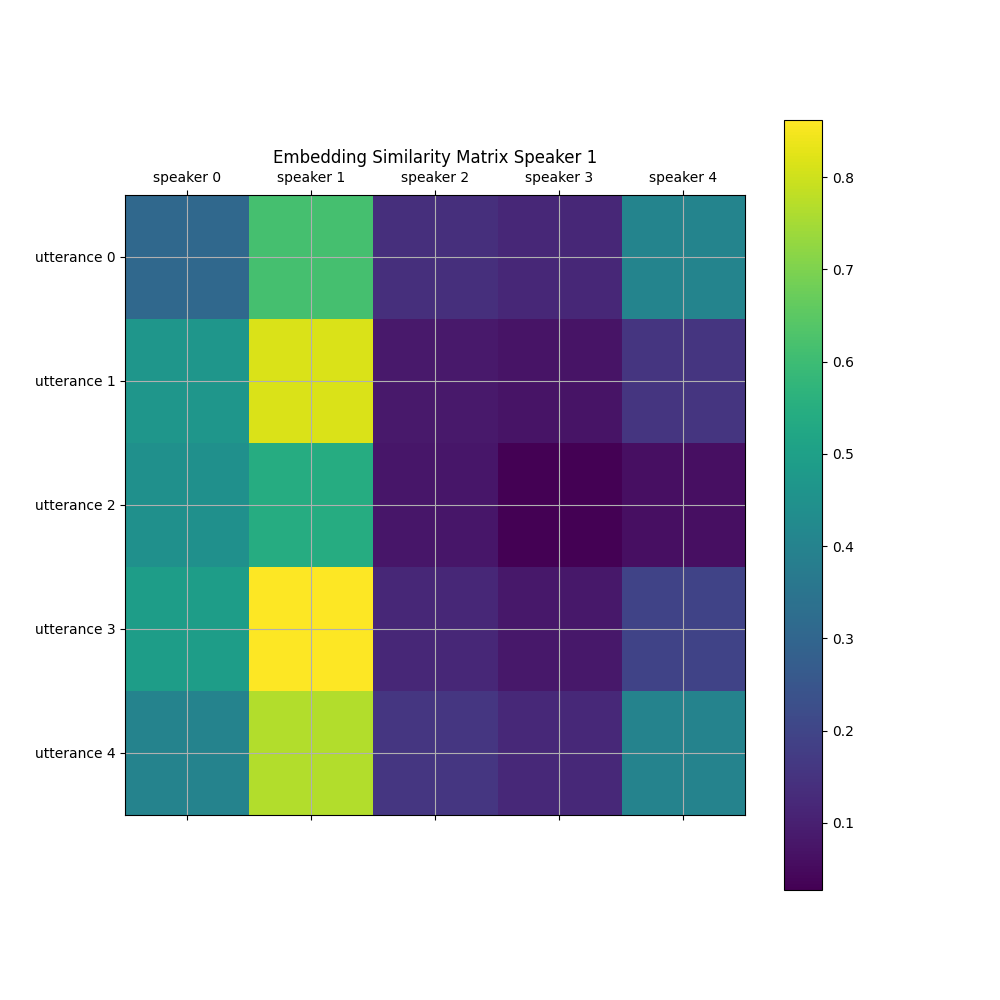 Embedding Similarity Matrix Speaker 1
speaker 0 speaker 1 speaker 2 speaker 3 speaker 4
utterance 0
utterance 1
utterance 2
utterance 3
utterance 4
0.8
0.7
0.6
0.5
0.4
0.3
0.2
0.1